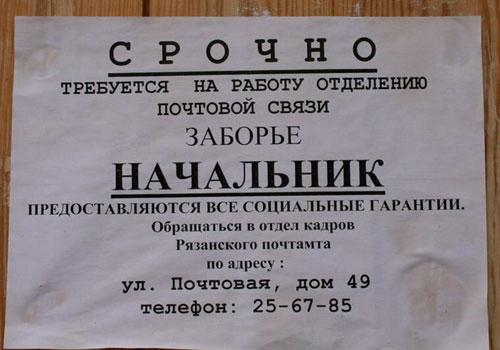 СРОЧНО
ТРЕБУЕТСЯ НА РАБОТУ ОТДЕЛЕНИЮ
ПОЧТОВОЙ СВЯЗИ
ЗАБОРЬЕ
НАЧАЛЬНИК
ПРЕДОСТАВЛЯЮТСЯ ВСЕ СОЦИАЛЬНЫЕ ГАРАНТИИ.
Обращаться в отдел кадров
Рязанского почтамта
по адресу :
ул. Почтовая, дом 49
телефон: 25-67-85